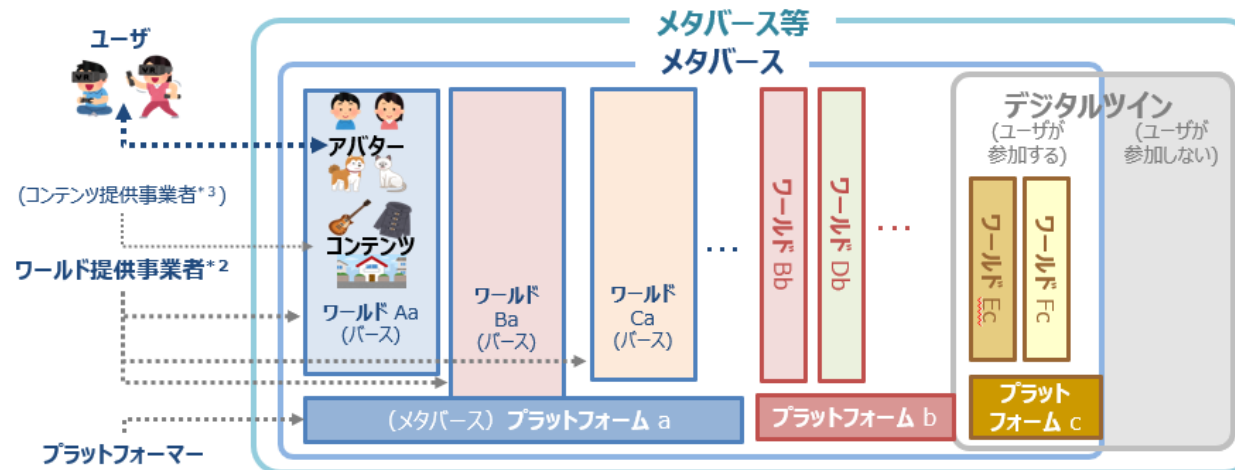 メタバース等
メタバース
ユーザ
アバター
コンテンツ
ワールド Aa
(バース)
ワールド
Ba
(バース)
ワールド
Ca
(バース)
…
ワールド Bb
ワールド Db
…
デジタルツイン
(ユーザが
参加する)
(ユーザが
参加しない)
ワールド Ec
ワールド Fc
(コンテンツ提供事業者*3)
ワールド提供事業者*2
プラットフォーマー
(メタバース) プラットフォーム a
プラットフォーム b
プラット
フォーム c